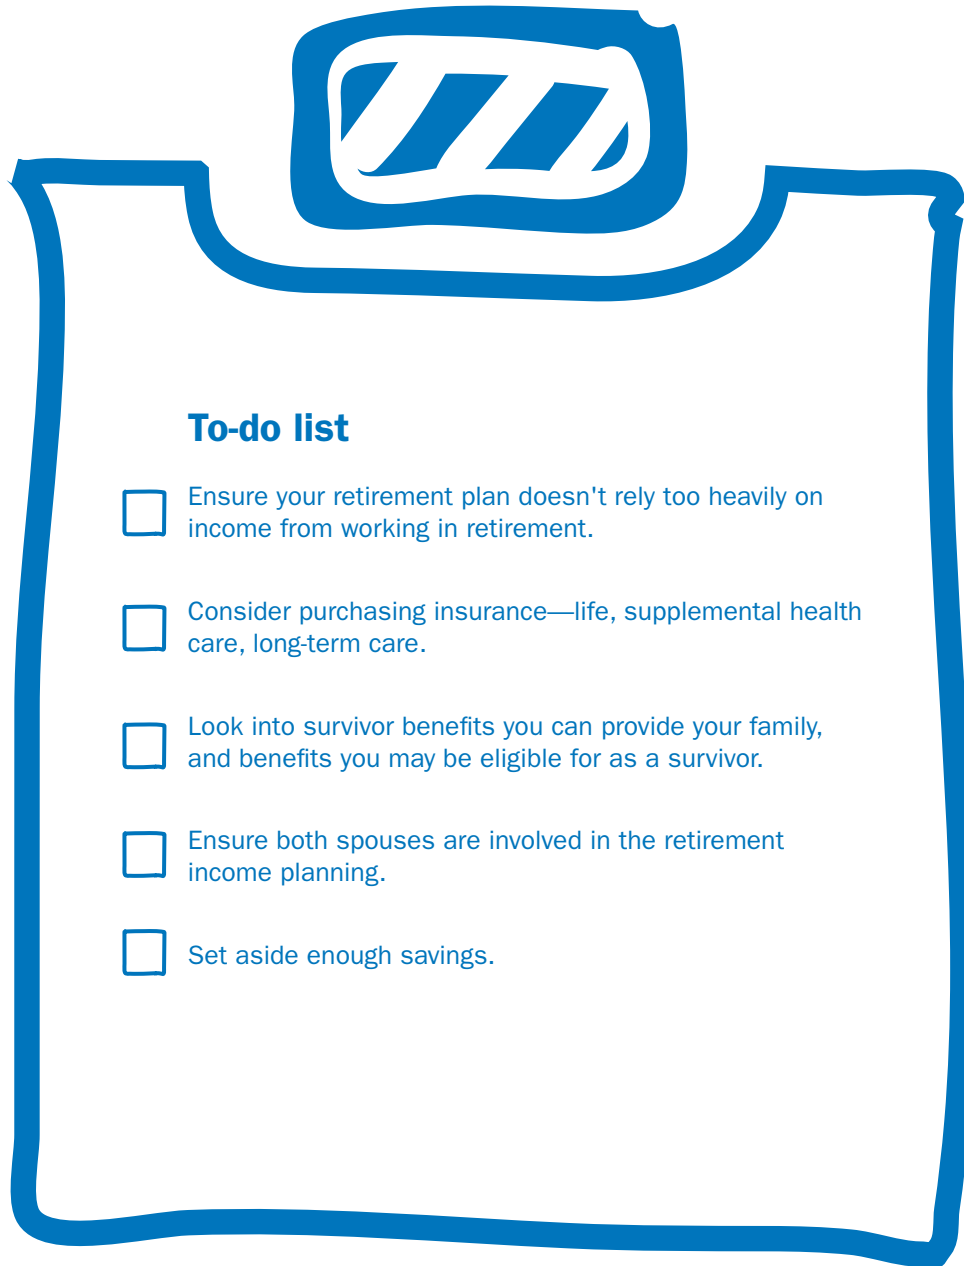 To-do list
Ensure your retirement plan doesn't rely too heavily on
income from working in retirement.
Consider purchasing insurance—life, supplemental health
care, long-term care.
Look into survivor benefits you can provide your family,
and benefits you may be eligible for as a survivor.
Ensure both spouses are involved in the retirement
income planning.
Set aside enough savings.